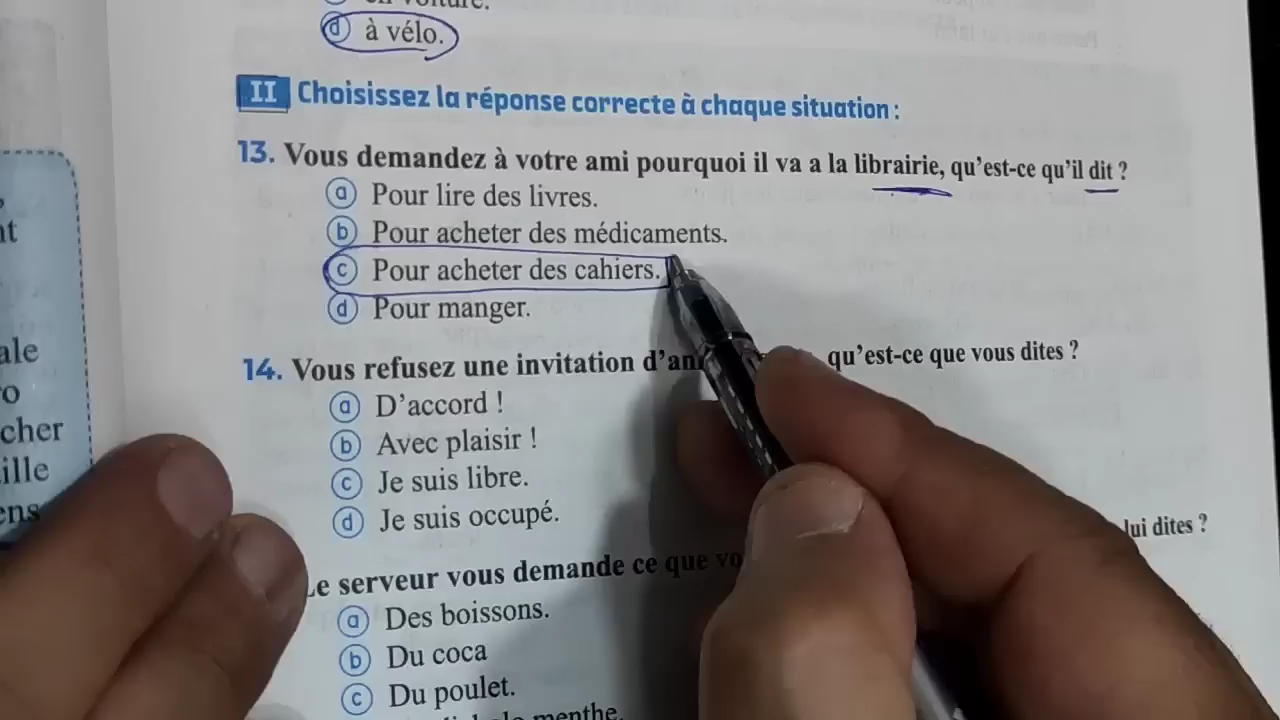 voiture.
d à vélo.
II Choisissez la réponse correcte à chaque situation :
13. Vous demandez à votre ami pourquoi il va a la librairie, qu'est-ce qu'il dit ?
a Pour lire des livres.
b Pour acheter des médicaments.
c Pour acheter des cahiers.
d Pour manger.
14. Vous refusez une invitation qu'est-ce que vous dites ?
a D'accord !
b Avec plaisir !
c Je suis libre.
d Je suis occupé.
Le serveur vous demande ce que lui dites ?
a Des boissons.
b Du coca
c Du poulet.
menthe.
ale
cher
ille
ens